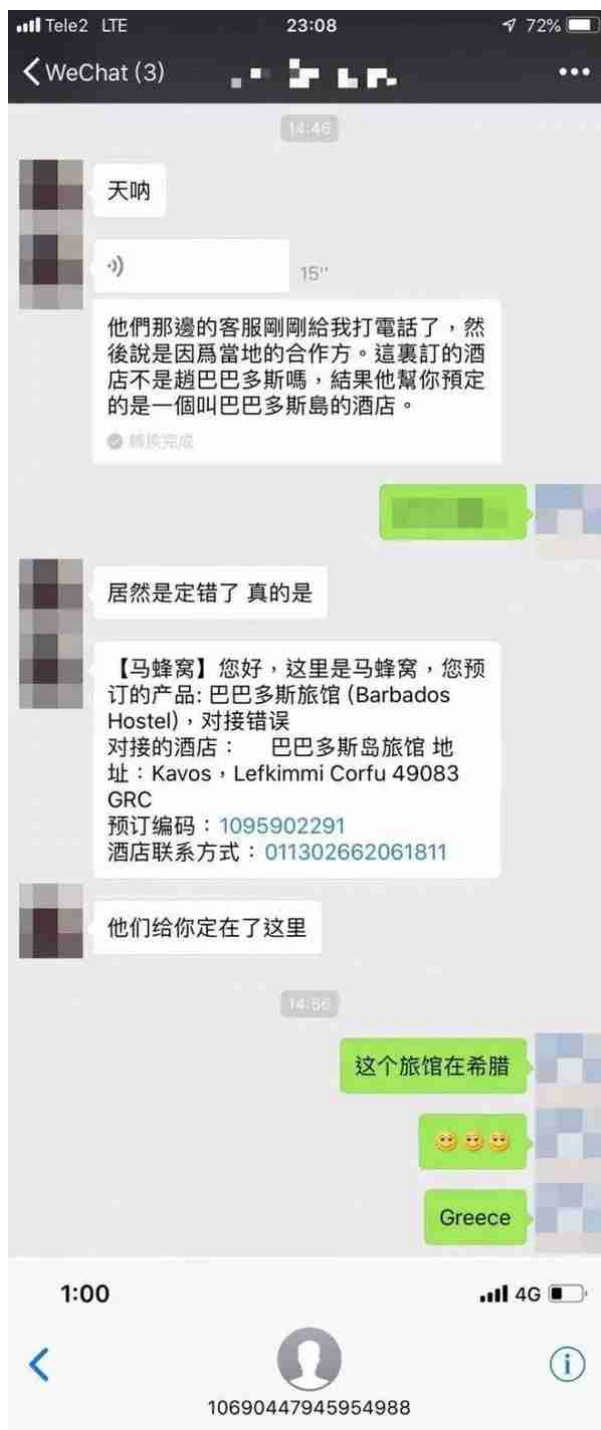 Tele2 LTE 23:08 72%
WeChat (3)
14:46
天呐
15''
他們那邊的客服剛剛給我打電話了，然
後說是因爲當地的合作方。這裏訂的酒
店不是趙巴巴多斯嗎，結果他幫你預定
的是一個叫巴巴多斯島的酒店。
轉換完成
居然是定错了 真的是
【马蜂窝】您好，这里是马蜂窝，您预
订的产品: 巴巴多斯旅馆 (Barbados
Hostel)，对接错误
对接的酒店： 巴巴多斯岛旅馆 地
址：Kavos，Lefkimmi Corfu 49083
GRC
预订编码：1095902291
酒店联系方式：011302662061811
他们给你定在了这里
14:56
这个旅馆在希腊
Greece
1:00 4G
10690447945954988